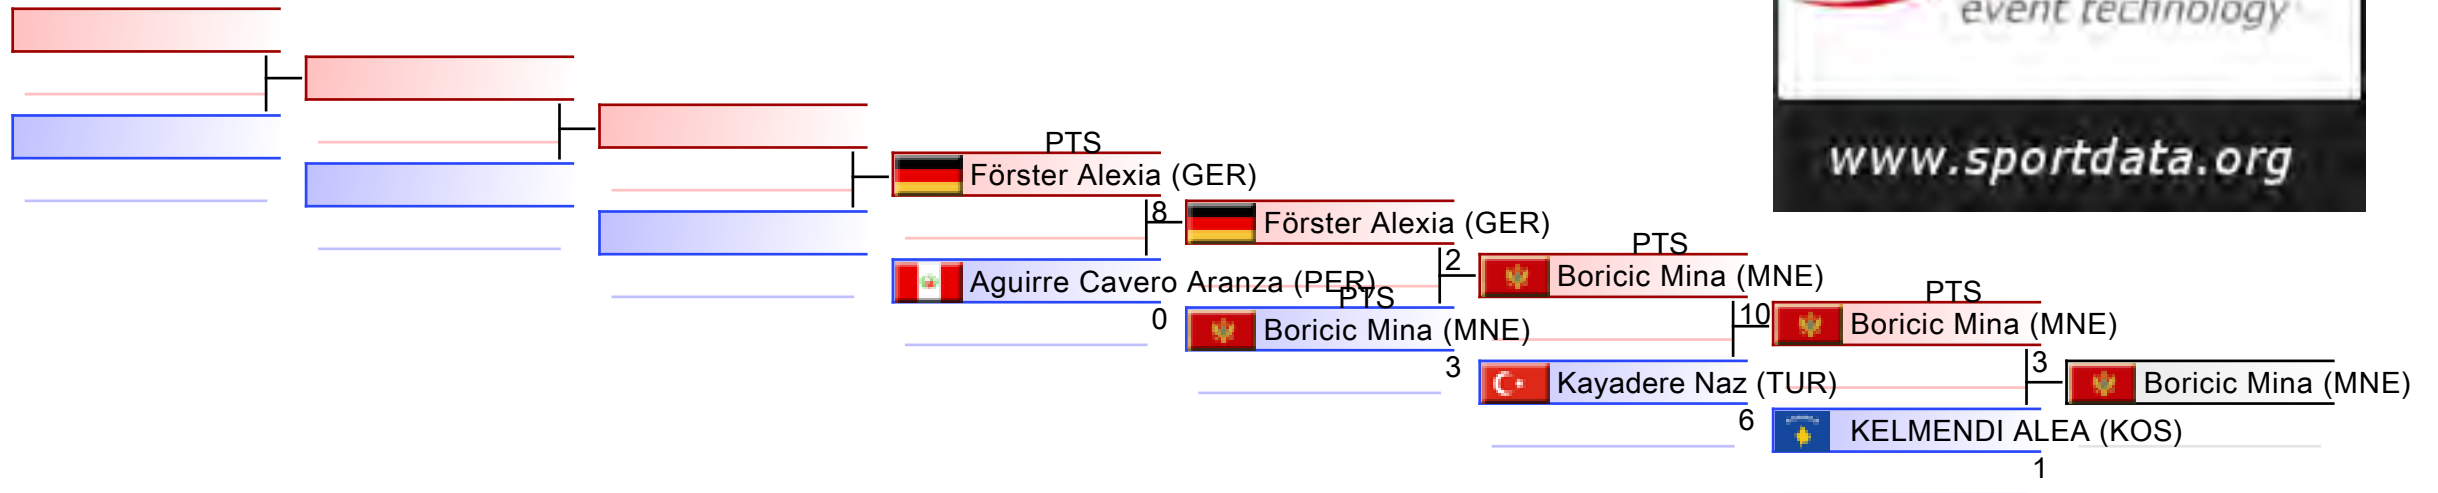 event technology
www.sportdata.org
PTS
Förster Alexia (GER)
8
Förster Alexia (GER)
Aguirre Cavero Aranza (PER)
0
2
PTS
Boricic Mina (MNE)
3
PTS
Boricic Mina (MNE)
10
Kayadere Naz (TUR)
6
PTS
Boricic Mina (MNE)
3
KELMENDI ALEA (KOS)
1
Boricic Mina (MNE)